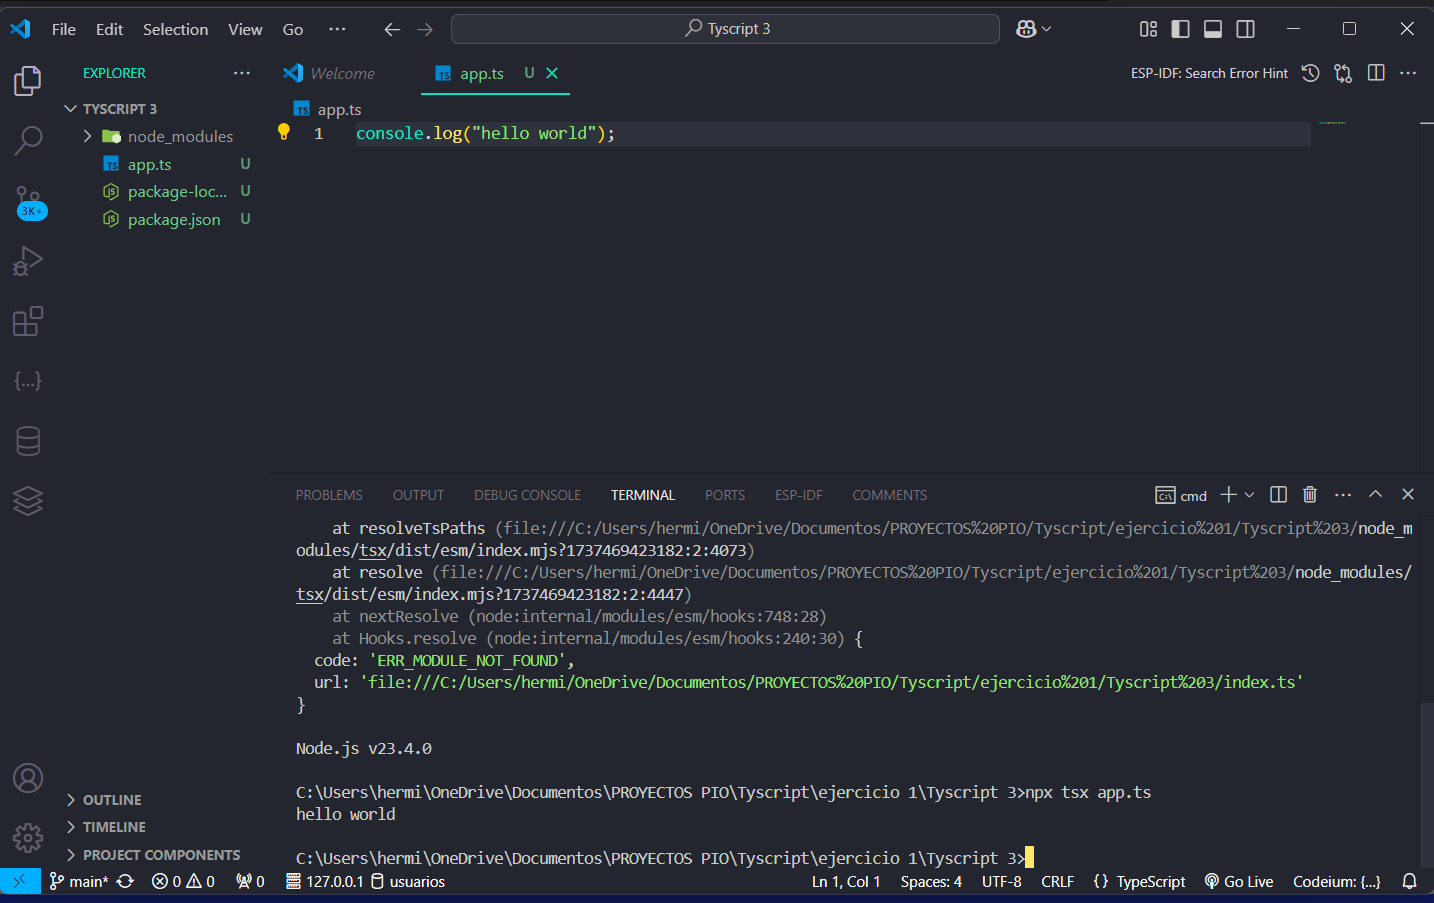 File Edit Selection View Go ··· Tyscript 3
EXPLORER ···
TYSCRIPT 3
node_modules
TS app.ts U
JS package-loc... U
JS package.json U
3K+
Welcome TS app.ts U
ESP-IDF: Search Error Hint ···
TS app.ts
1 console.log("hello world");
PROBLEMS OUTPUT DEBUG CONSOLE TERMINAL PORTS ESP-IDF COMMENTS
cmd ···
at resolveTsPaths (file:///C:/Users/hermi/OneDrive/Documentos/PROYECTOS%20PIO/Tyscript/ejercicio%201/Tyscript%203/node_m
odules/tsx/dist/esm/index.mjs?1737469423182:2:4073)
at resolve (file:///C:/Users/hermi/OneDrive/Documentos/PROYECTOS%20PIO/Tyscript/ejercicio%201/Tyscript%203/node_modules/
tsx/dist/esm/index.mjs?1737469423182:2:4447)
at nextResolve (node:internal/modules/esm/hooks:748:28)
at Hooks.resolve (node:internal/modules/esm/hooks:240:30) {
code: 'ERR_MODULE_NOT_FOUND',
url: 'file:///C:/Users/hermi/OneDrive/Documentos/PROYECTOS%20PIO/Tyscript/ejercicio%201/Tyscript%203/index.ts'
}
Node.js v23.4.0
C:\Users\hermi\OneDrive\Documentos\PROYECTOS PIO\Tyscript\ejercicio 1\Tyscript 3>npx tsx app.ts
hello world
C:\Users\hermi\OneDrive\Documentos\PROYECTOS PIO\Tyscript\ejercicio 1\Tyscript 3>
OUTLINE
TIMELINE
PROJECT COMPONENTS
main* 0 0 0 127.0.0.1 usuarios Ln 1, Col 1 Spaces: 4 UTF-8 CRLF {} TypeScript Go Live Codeium: {...}